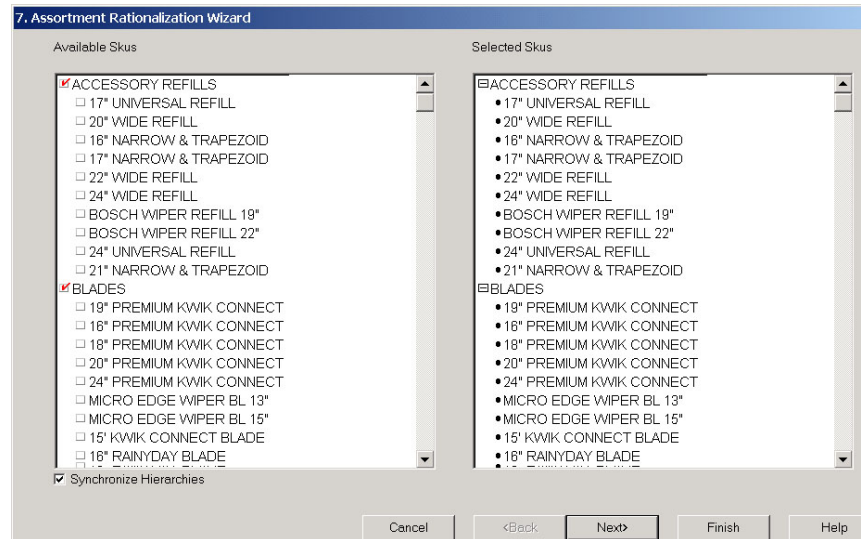 7. Assortment Rationalization Wizard
Available Skus
ACCESSORY REFILLS
17" UNIVERSAL REFILL
20" WIDE REFILL
16" NARROW & TRAPEZOID
17" NARROW & TRAPEZOID
22" WIDE REFILL
24" WIDE REFILL
BOSCH WIPER REFILL 19"
BOSCH WIPER REFILL 22"
24" UNIVERSAL REFILL
21" NARROW & TRAPEZOID
BLADES
19" PREMIUM KWIK CONNECT
16" PREMIUM KWIK CONNECT
18" PREMIUM KWIK CONNECT
20" PREMIUM KWIK CONNECT
24" PREMIUM KWIK CONNECT
MICRO EDGE WIPER BL 13"
MICRO EDGE WIPER BL 15"
15' KWIK CONNECT BLADE
16" RAINYDAY BLADE
Synchronize Hierarchies
Selected Skus
ACCESSORY REFILLS
17" UNIVERSAL REFILL
20" WIDE REFILL
16" NARROW & TRAPEZOID
17" NARROW & TRAPEZOID
22" WIDE REFILL
24" WIDE REFILL
BOSCH WIPER REFILL 19"
BOSCH WIPER REFILL 22"
24" UNIVERSAL REFILL
21" NARROW & TRAPEZOID
BLADES
19" PREMIUM KWIK CONNECT
16" PREMIUM KWIK CONNECT
18" PREMIUM KWIK CONNECT
20" PREMIUM KWIK CONNECT
24" PREMIUM KWIK CONNECT
MICRO EDGE WIPER BL 13"
MICRO EDGE WIPER BL 15"
15' KWIK CONNECT BLADE
16" RAINYDAY BLADE
Cancel <Back Next> Finish Help